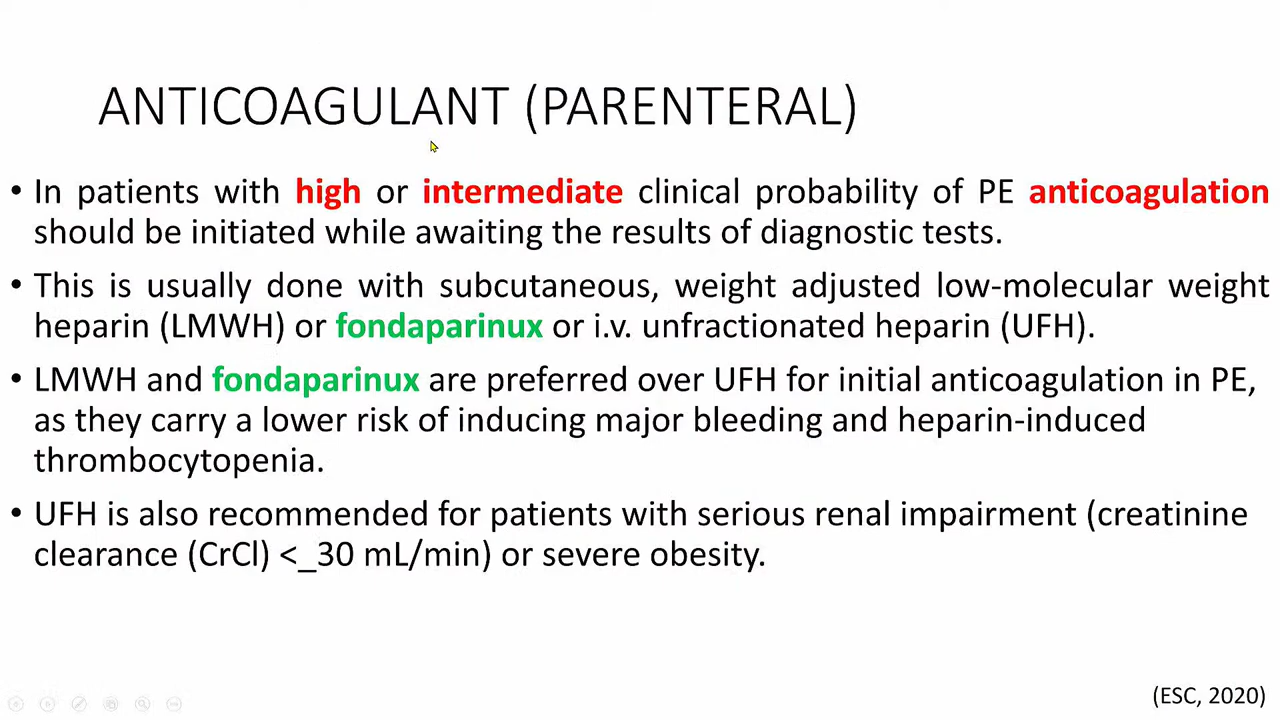 ANTICOAGULANT (PARENTERAL)
• In patients with high or intermediate clinical probability of PE anticoagulation
should be initiated while awaiting the results of diagnostic tests.
• This is usually done with subcutaneous, weight adjusted low-molecular weight
heparin (LMWH) or fondaparinux or i.v. unfractionated heparin (UFH).
• LMWH and fondaparinux are preferred over UFH for initial anticoagulation in PE,
as they carry a lower risk of inducing major bleeding and heparin-induced
thrombocytopenia.
• UFH is also recommended for patients with serious renal impairment (creatinine
clearance (CrCl) <_30 mL/min) or severe obesity.
(ESC, 2020)